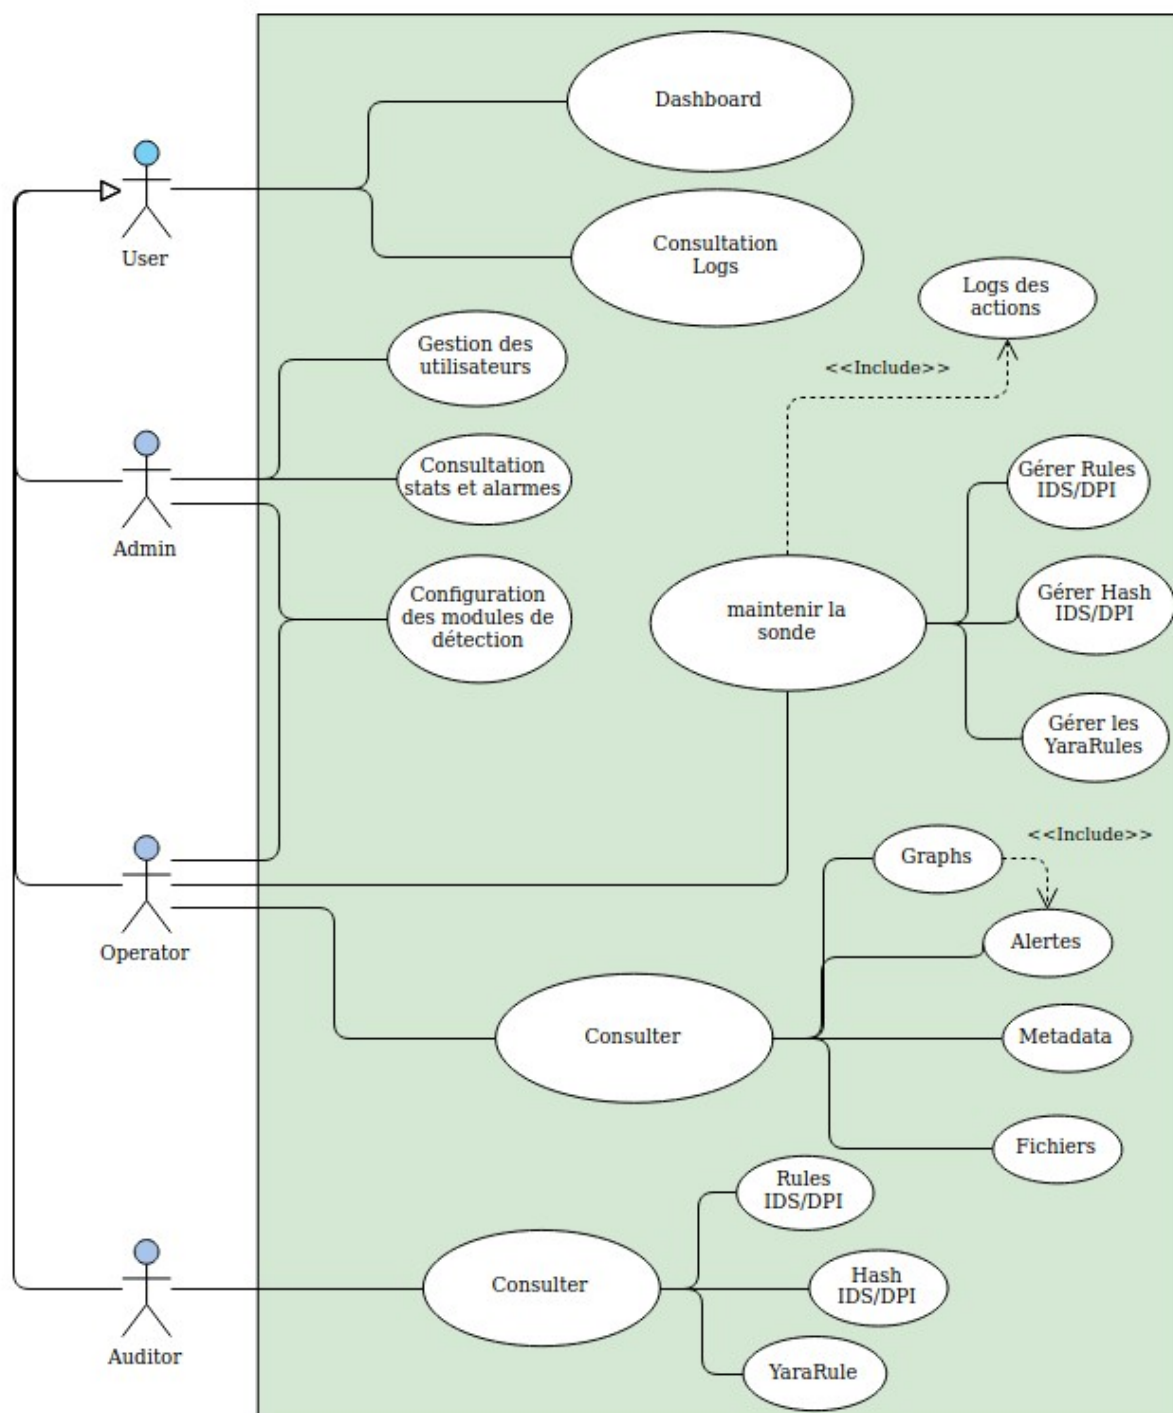 Dashboard
User
Consultation
Logs
Logs des
actions
<<Include>>
Gestion des
utilisateurs
Admin
Consultation
stats et alarmes
Gérer Rules
IDS/DPI
Configuration
des modules de
détection
maintenir la
sonde
Gérer Hash
IDS/DPI
Gérer les
YaraRules
<<Include>>
Graphs
Operator
Alertes
Consulter
Metadata
Fichiers
Rules
IDS/DPI
Auditor
Consulter
Hash
IDS/DPI
YaraRule